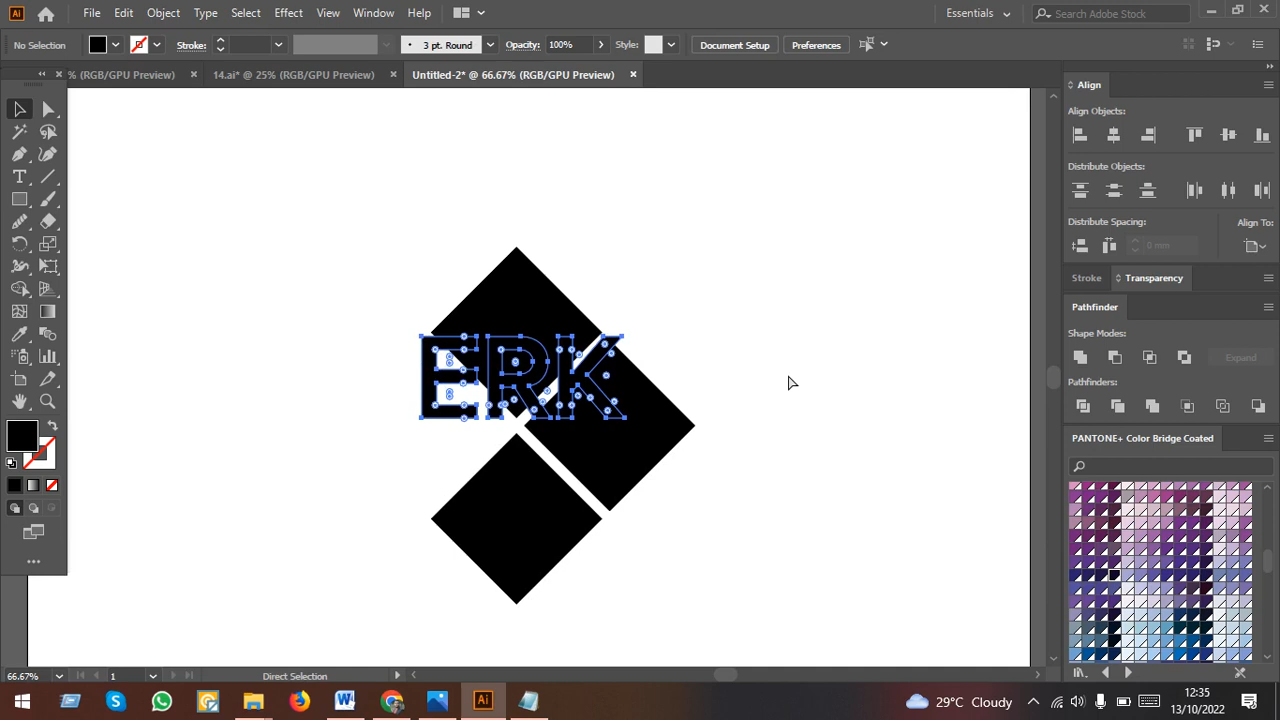 Ai File Edit Object Type Select Effect View Window Help Essentials Search Adobe Stock
No Selection Stroke: 3 pt. Round Opacity: 100% Style: Document Setup Preferences
% (RGB/GPU Preview) × 14.ai* @ 25% (RGB/GPU Preview) × Untitled-2* @ 66.67% (RGB/GPU Preview) ×
Align
Align Objects:
Distribute Objects:
Distribute Spacing: Align To:
0 mm
Stroke Transparency
Pathfinder
Shape Modes:
Expand
Pathfinders:
PANTONE+ Color Bridge Coated
ERK
66.67% 1 Direct Selection
29°C Cloudy
12:35
13/10/2022